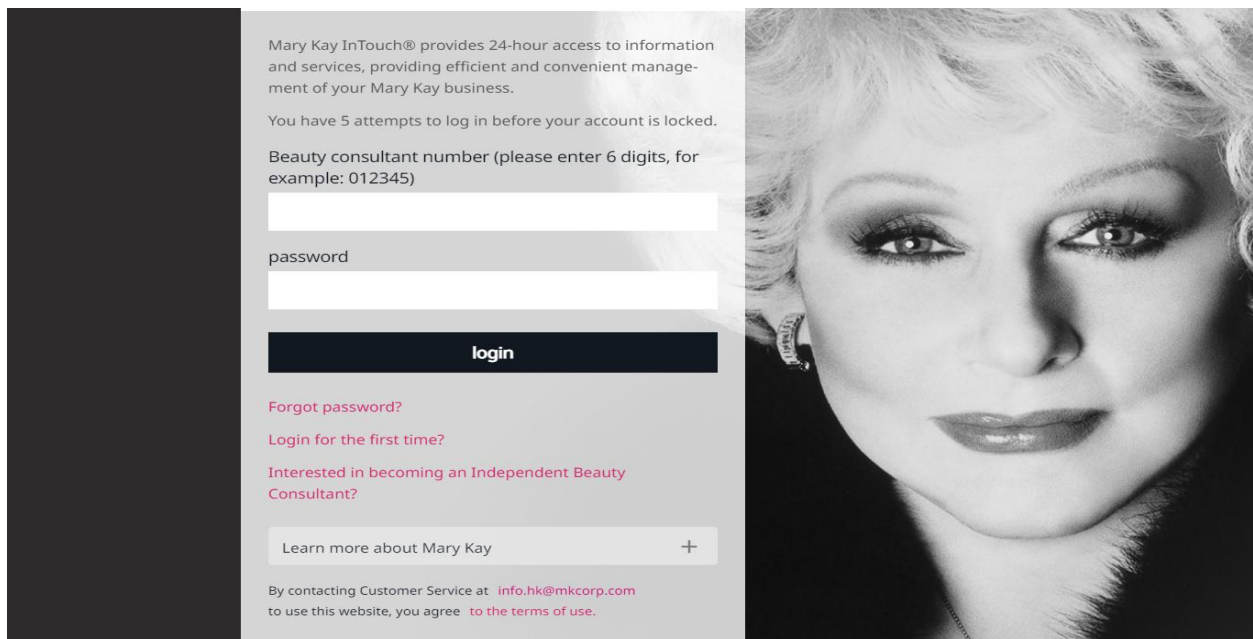 Mary Kay InTouch® provides 24-hour access to information
and services, providing efficient and convenient manage-
ment of your Mary Kay business.
You have 5 attempts to log in before your account is locked.
Beauty consultant number (please enter 6 digits, for
example: 012345)
password
login
Forgot password?
Login for the first time?
Interested in becoming an Independent Beauty
Consultant?
Learn more about Mary Kay +
By contacting Customer Service at info.hk@mkcorp.com
to use this website, you agree to the terms of use.